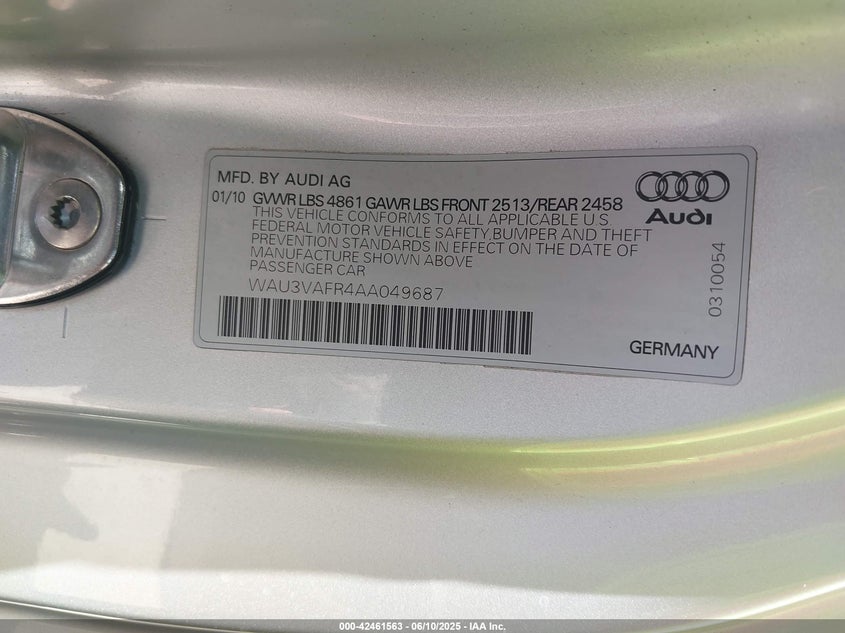 MFD. BY AUDI AG
01/10 GVWR LBS 4861 GAWR LBS FRONT 2513/REAR 2458
THIS VEHICLE CONFORMS TO ALL APPLICABLE U S
FEDERAL MOTOR VEHICLE SAFETY,BUMPER AND THEFT
PREVENTION STANDARDS IN EFFECT ON THE DATE OF
MANUFACTURE SHOWN ABOVE
PASSENGER CAR
WAU3VAFR4AA049687
Audi
0310054
GERMANY
000-42461563 - 06/10/2025 - IAA Inc.